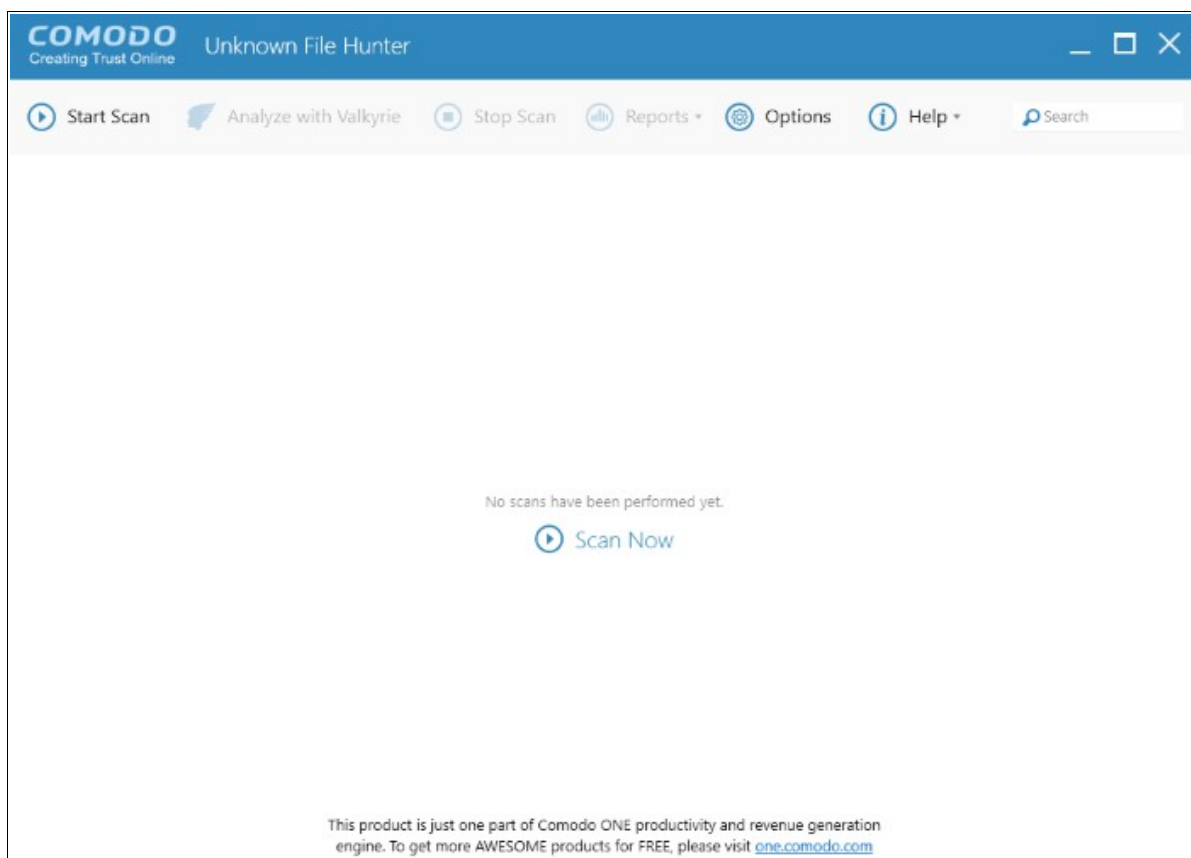 COMODO
Creating Trust Online
Unknown File Hunter
Start Scan
Analyze with Valkyrie
Stop Scan
Reports
Options
Help
Search
No scans have been performed yet.
Scan Now
This product is just one part of Comodo ONE productivity and revenue generation
engine. To get more AWESOME products for FREE, please visit one.comodo.com